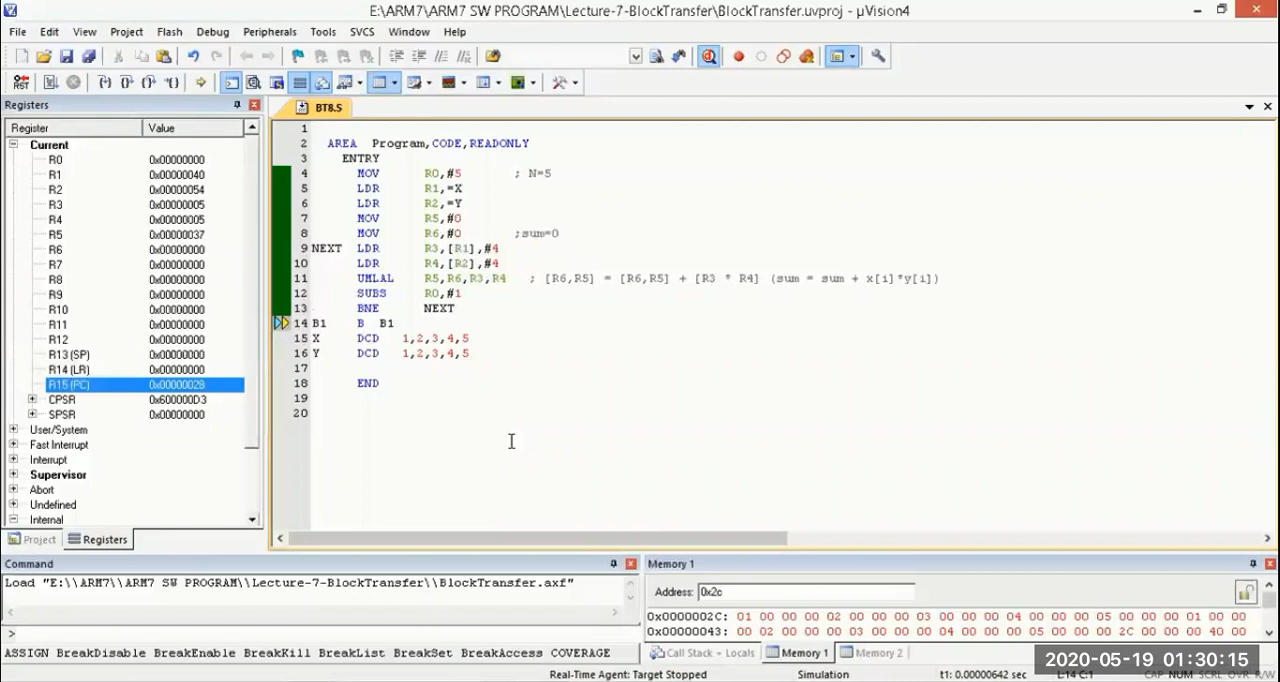 E:\ARM7\ARM7 SW PROGRAM\Lecture-7-BlockTransfer\BlockTransfer.uvproj - µVision4
File Edit View Project Flash Debug Peripherals Tools SVCS Window Help
Registers
Register Value
Current
R0 0x00000000
R1 0x00000040
R2 0x00000054
R3 0x00000005
R4 0x00000005
R5 0x00000037
R6 0x00000000
R7 0x00000000
R8 0x00000000
R9 0x00000000
R10 0x00000000
R11 0x00000000
R12 0x00000000
R13 (SP) 0x00000000
R14 (LR) 0x00000000
R15 (PC) 0x00000028
CPSR 0x600000D3
SPSR 0x00000000
User/System
Fast Interrupt
Interrupt
Supervisor
Abort
Undefined
Internal
Project Registers
BT8.S
1
2 AREA Program,CODE,READONLY
3 ENTRY
4 MOV R0,#5 ; N=5
5 LDR R1,=X
6 LDR R2,=Y
7 MOV R5,#0
8 MOV R6,#0 ;sum=0
9 NEXT LDR R3,[R1],#4
10 LDR R4,[R2],#4
11 UMLAL R5,R6,R3,R4 ; [R6,R5] = [R6,R5] + [R3 * R4] (sum = sum + x[i]*y[i])
12 SUBS R0,#1
13 BNE NEXT
14 B1 B B1
15 X DCD 1,2,3,4,5
16 Y DCD 1,2,3,4,5
17
18 END
19
20
Command
Load "E:\\ARM7\\ARM7 SW PROGRAM\\Lecture-7-BlockTransfer\\BlockTransfer.axf"
>
ASSIGN BreakDisable BreakEnable BreakKill BreakList BreakSet BreakAccess COVERAGE
Memory 1
Address: 0x2c
0x0000002C: 01 00 00 00 02 00 00 00 03 00 00 00 04 00 00 00 05 00 00 00 01 00 00
0x00000043: 00 02 00 00 00 03 00 00 00 04 00 00 00 05 00 00 00 2C 00 00 00 40 00
Call Stack + Locals Memory 1 Memory 2
2020-05-19 01:30:15
Real-Time Agent: Target Stopped Simulation t1: 0.00000642 sec L:14 C:1 CAP NUM SCRL OVR R/W